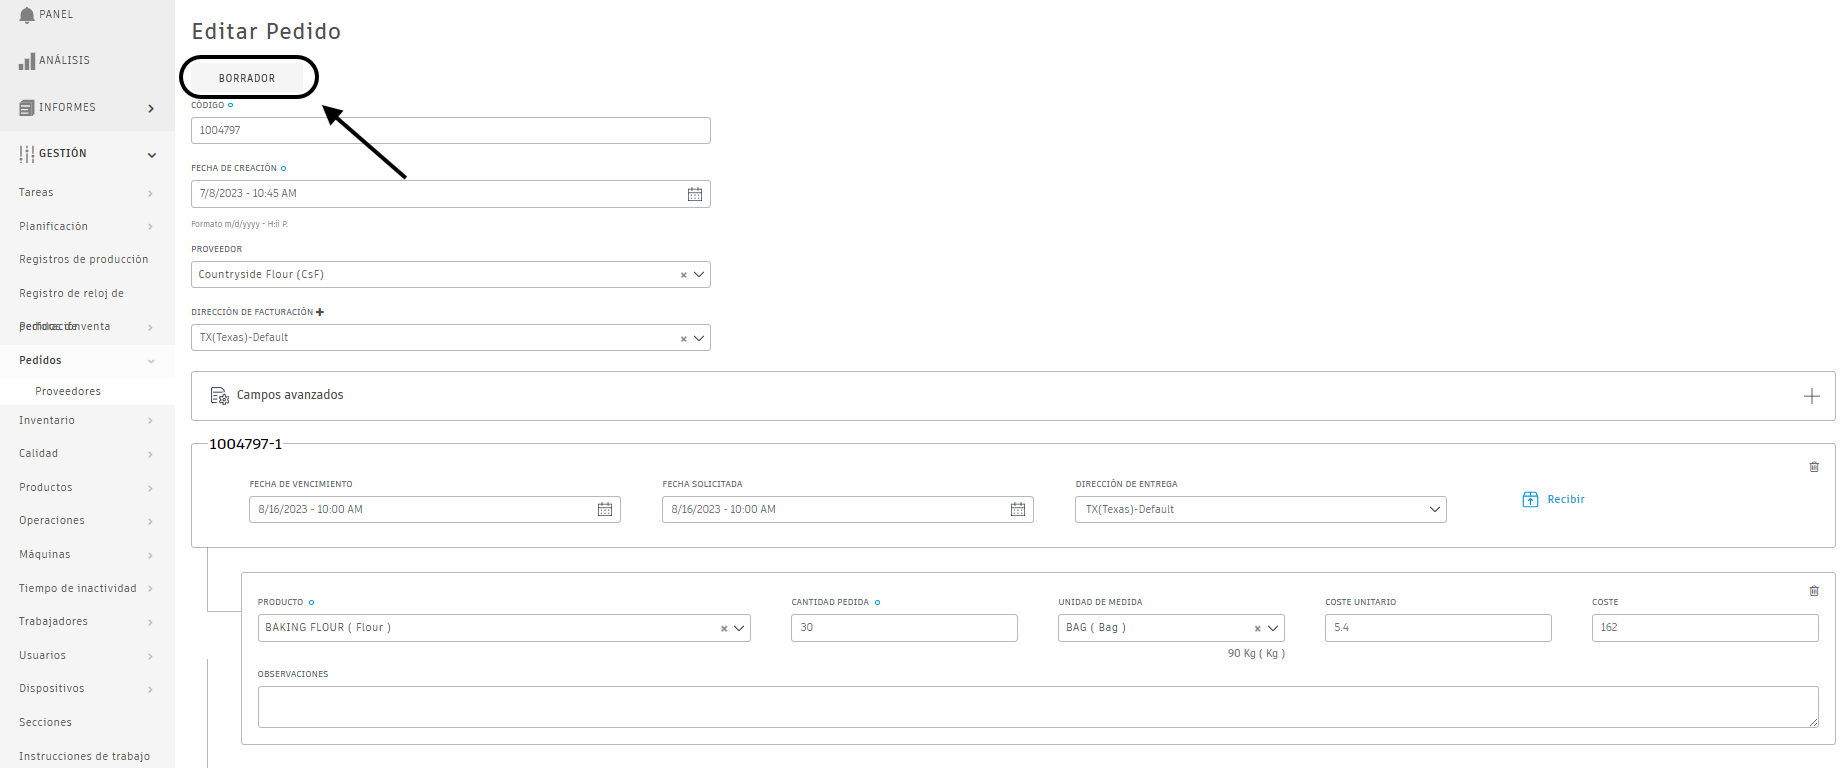 PANEL
ANÁLISIS
INFORMES
GESTIÓN
Tareas
Planificación
Registros de producción
Registro de reloj de
perforación
Pedidos de venta
Pedidos
Proveedores
Inventario
Calidad
Productos
Operaciones
Máquinas
Tiempo de inactividad
Trabajadores
Usuarios
Dispositivos
Secciones
Instrucciones de trabajo
Editar Pedido
BORRADOR
CÓDIGO
1004797
FECHA DE CREACIÓN
7/8/2023 - 10:45 AM
Formato m/d/yyyy - H:ii P.
PROVEEDOR
Countryside Flour (CsF)
DIRECCIÓN DE FACTURACIÓN
TX(Texas)-Default
Campos avanzados
1004797-1
FECHA DE VENCIMIENTO
8/16/2023 - 10:00 AM
FECHA SOLICITADA
8/16/2023 - 10:00 AM
DIRECCIÓN DE ENTREGA
TX(Texas)-Default
Recibir
PRODUCTO
BAKING FLOUR ( Flour )
CANTIDAD PEDIDA
30
UNIDAD DE MEDIDA
BAG ( Bag )
90 Kg ( Kg )
COSTE UNITARIO
5.4
COSTE
162
OBSERVACIONES